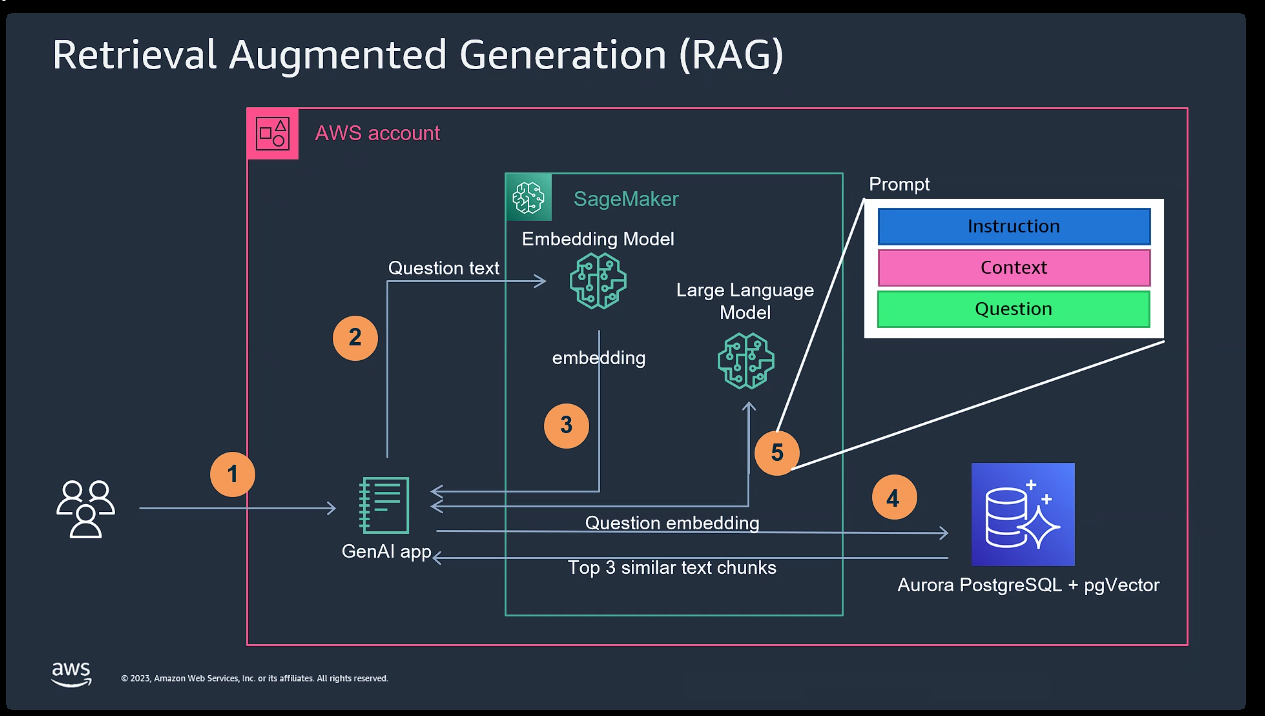 Retrieval Augmented Generation (RAG)
AWS account
SageMaker
Prompt
Instruction
Context
Question
Embedding Model
Question text
Large Language
Model
2
embedding
3
5
1
4
Question embedding
GenAI app
Top 3 similar text chunks
Aurora PostgreSQL + pgVector
aws
© 2023, Amazon Web Services, Inc. or its affiliates. All rights reserved.